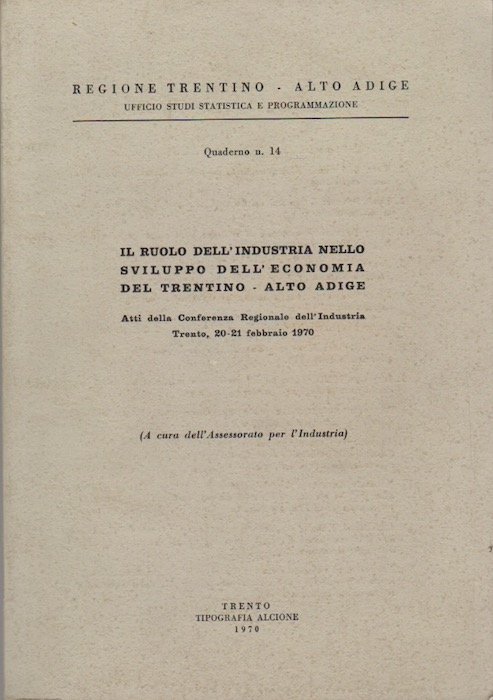 REGIONE TRENTINO - ALTO ADIGE
UFFICIO STUDI STATISTICA E PROGRAMMAZIONE
Quaderno n. 14
IL RUOLO DELL'INDUSTRIA NELLO
SVILUPPO DELL'ECONOMIA
DEL TRENTINO - ALTO ADIGE
Atti della Conferenza Regionale dell'Industria
Trento, 20-21 febbraio 1970
(A cura dell'Assessorato per l'Industria)
TRENTO
TIPOGRAFIA ALCIONE
1970